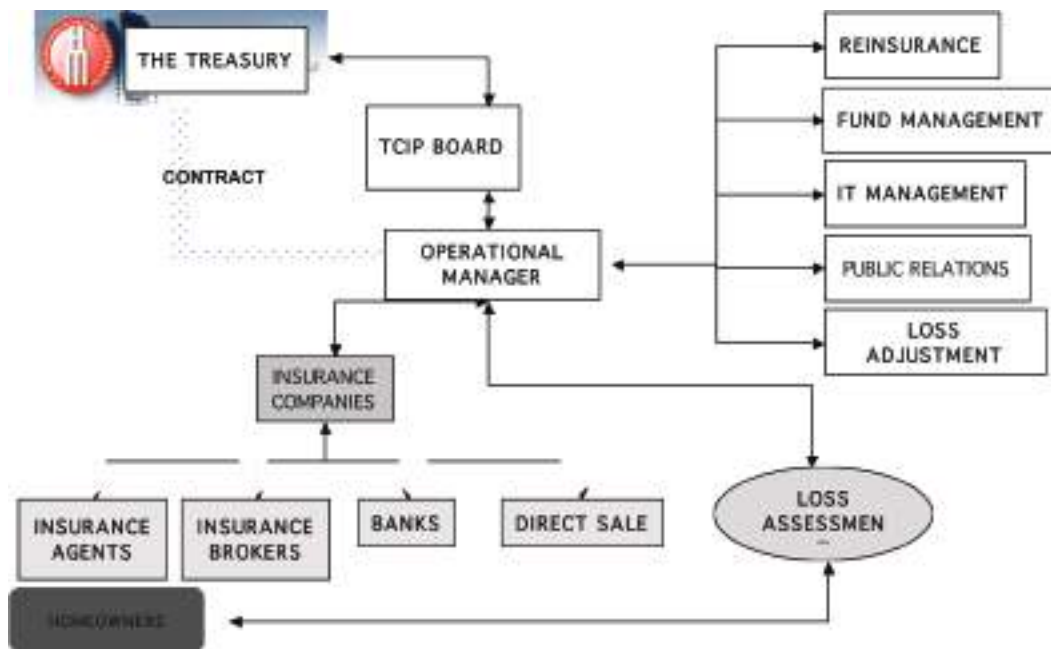 THE TREASURY
REINSURANCE
FUND MANAGEMENT
TCIP BOARD
CONTRACT
IT MANAGEMENT
OPERATIONAL
MANAGER
PUBLIC RELATIONS
LOSS
ADJUSTMENT
INSURANCE
COMPANIES
INSURANCE
AGENTS
INSURANCE
BROKERS
BANKS
DIRECT SALE
LOSS
ASSESSMEN
HOMEOWNERS